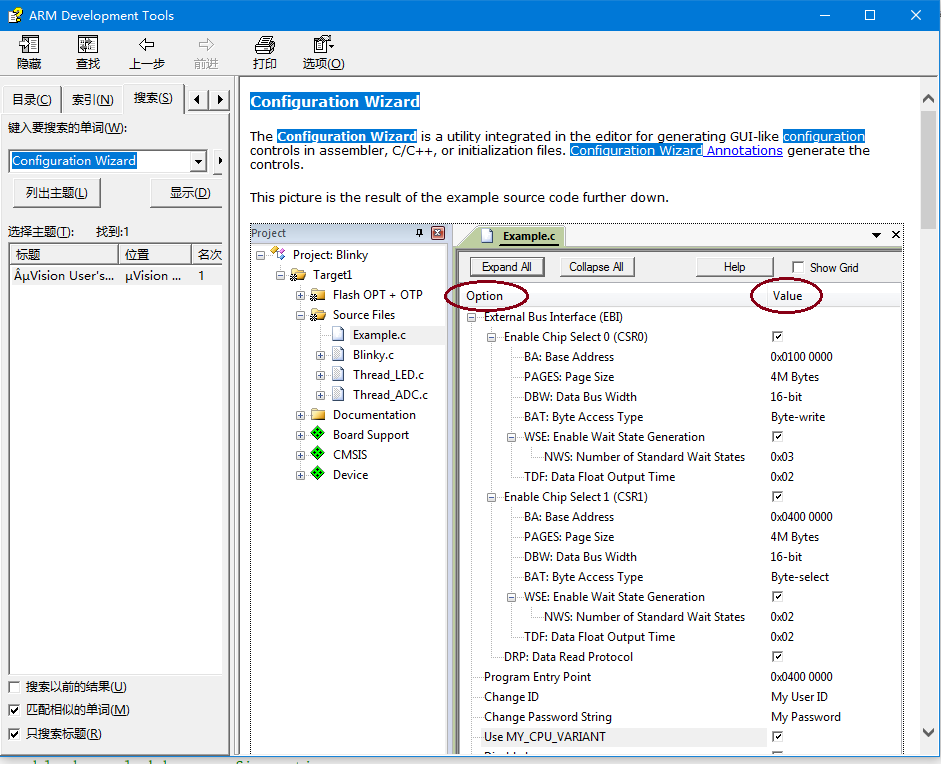 ARM Development Tools
隐藏 查找 上一步 前进 打印 选项(O)
目录(C) 索引(N) 搜索(S)
键入要搜索的单词(W):
Configuration Wizard
列出主题(L) 显示(D)
选择主题(T): 找到:1
标题 位置 名次
ÂµVision User's... µVision ... 1
搜索以前的结果(U)
匹配相似的单词(M)
只搜索标题(R)
Configuration Wizard
The Configuration Wizard is a utility integrated in the editor for generating GUI-like configuration
controls in assembler, C/C++, or initialization files. Configuration Wizard Annotations generate the
controls.
This picture is the result of the example source code further down.
Project
Project: Blinky
Target1
Flash OPT + OTP
Source Files
Example.c
Blinky.c
Thread_LED.c
Thread_ADC.c
Documentation
Board Support
CMSIS
Device
Example.c
Expand All Collapse All Help Show Grid
Option Value
External Bus Interface (EBI)
Enable Chip Select 0 (CSR0)
BA: Base Address 0x0100 0000
PAGES: Page Size 4M Bytes
DBW: Data Bus Width 16-bit
BAT: Byte Access Type Byte-write
WSE: Enable Wait State Generation
NWS: Number of Standard Wait States 0x03
TDF: Data Float Output Time 0x02
Enable Chip Select 1 (CSR1)
BA: Base Address 0x0400 0000
PAGES: Page Size 4M Bytes
DBW: Data Bus Width 16-bit
BAT: Byte Access Type Byte-select
WSE: Enable Wait State Generation
NWS: Number of Standard Wait States 0x02
TDF: Data Float Output Time 0x02
DRP: Data Read Protocol
Program Entry Point 0x0400 0000
Change ID My User ID
Change Password String My Password
Use MY_CPU_VARIANT